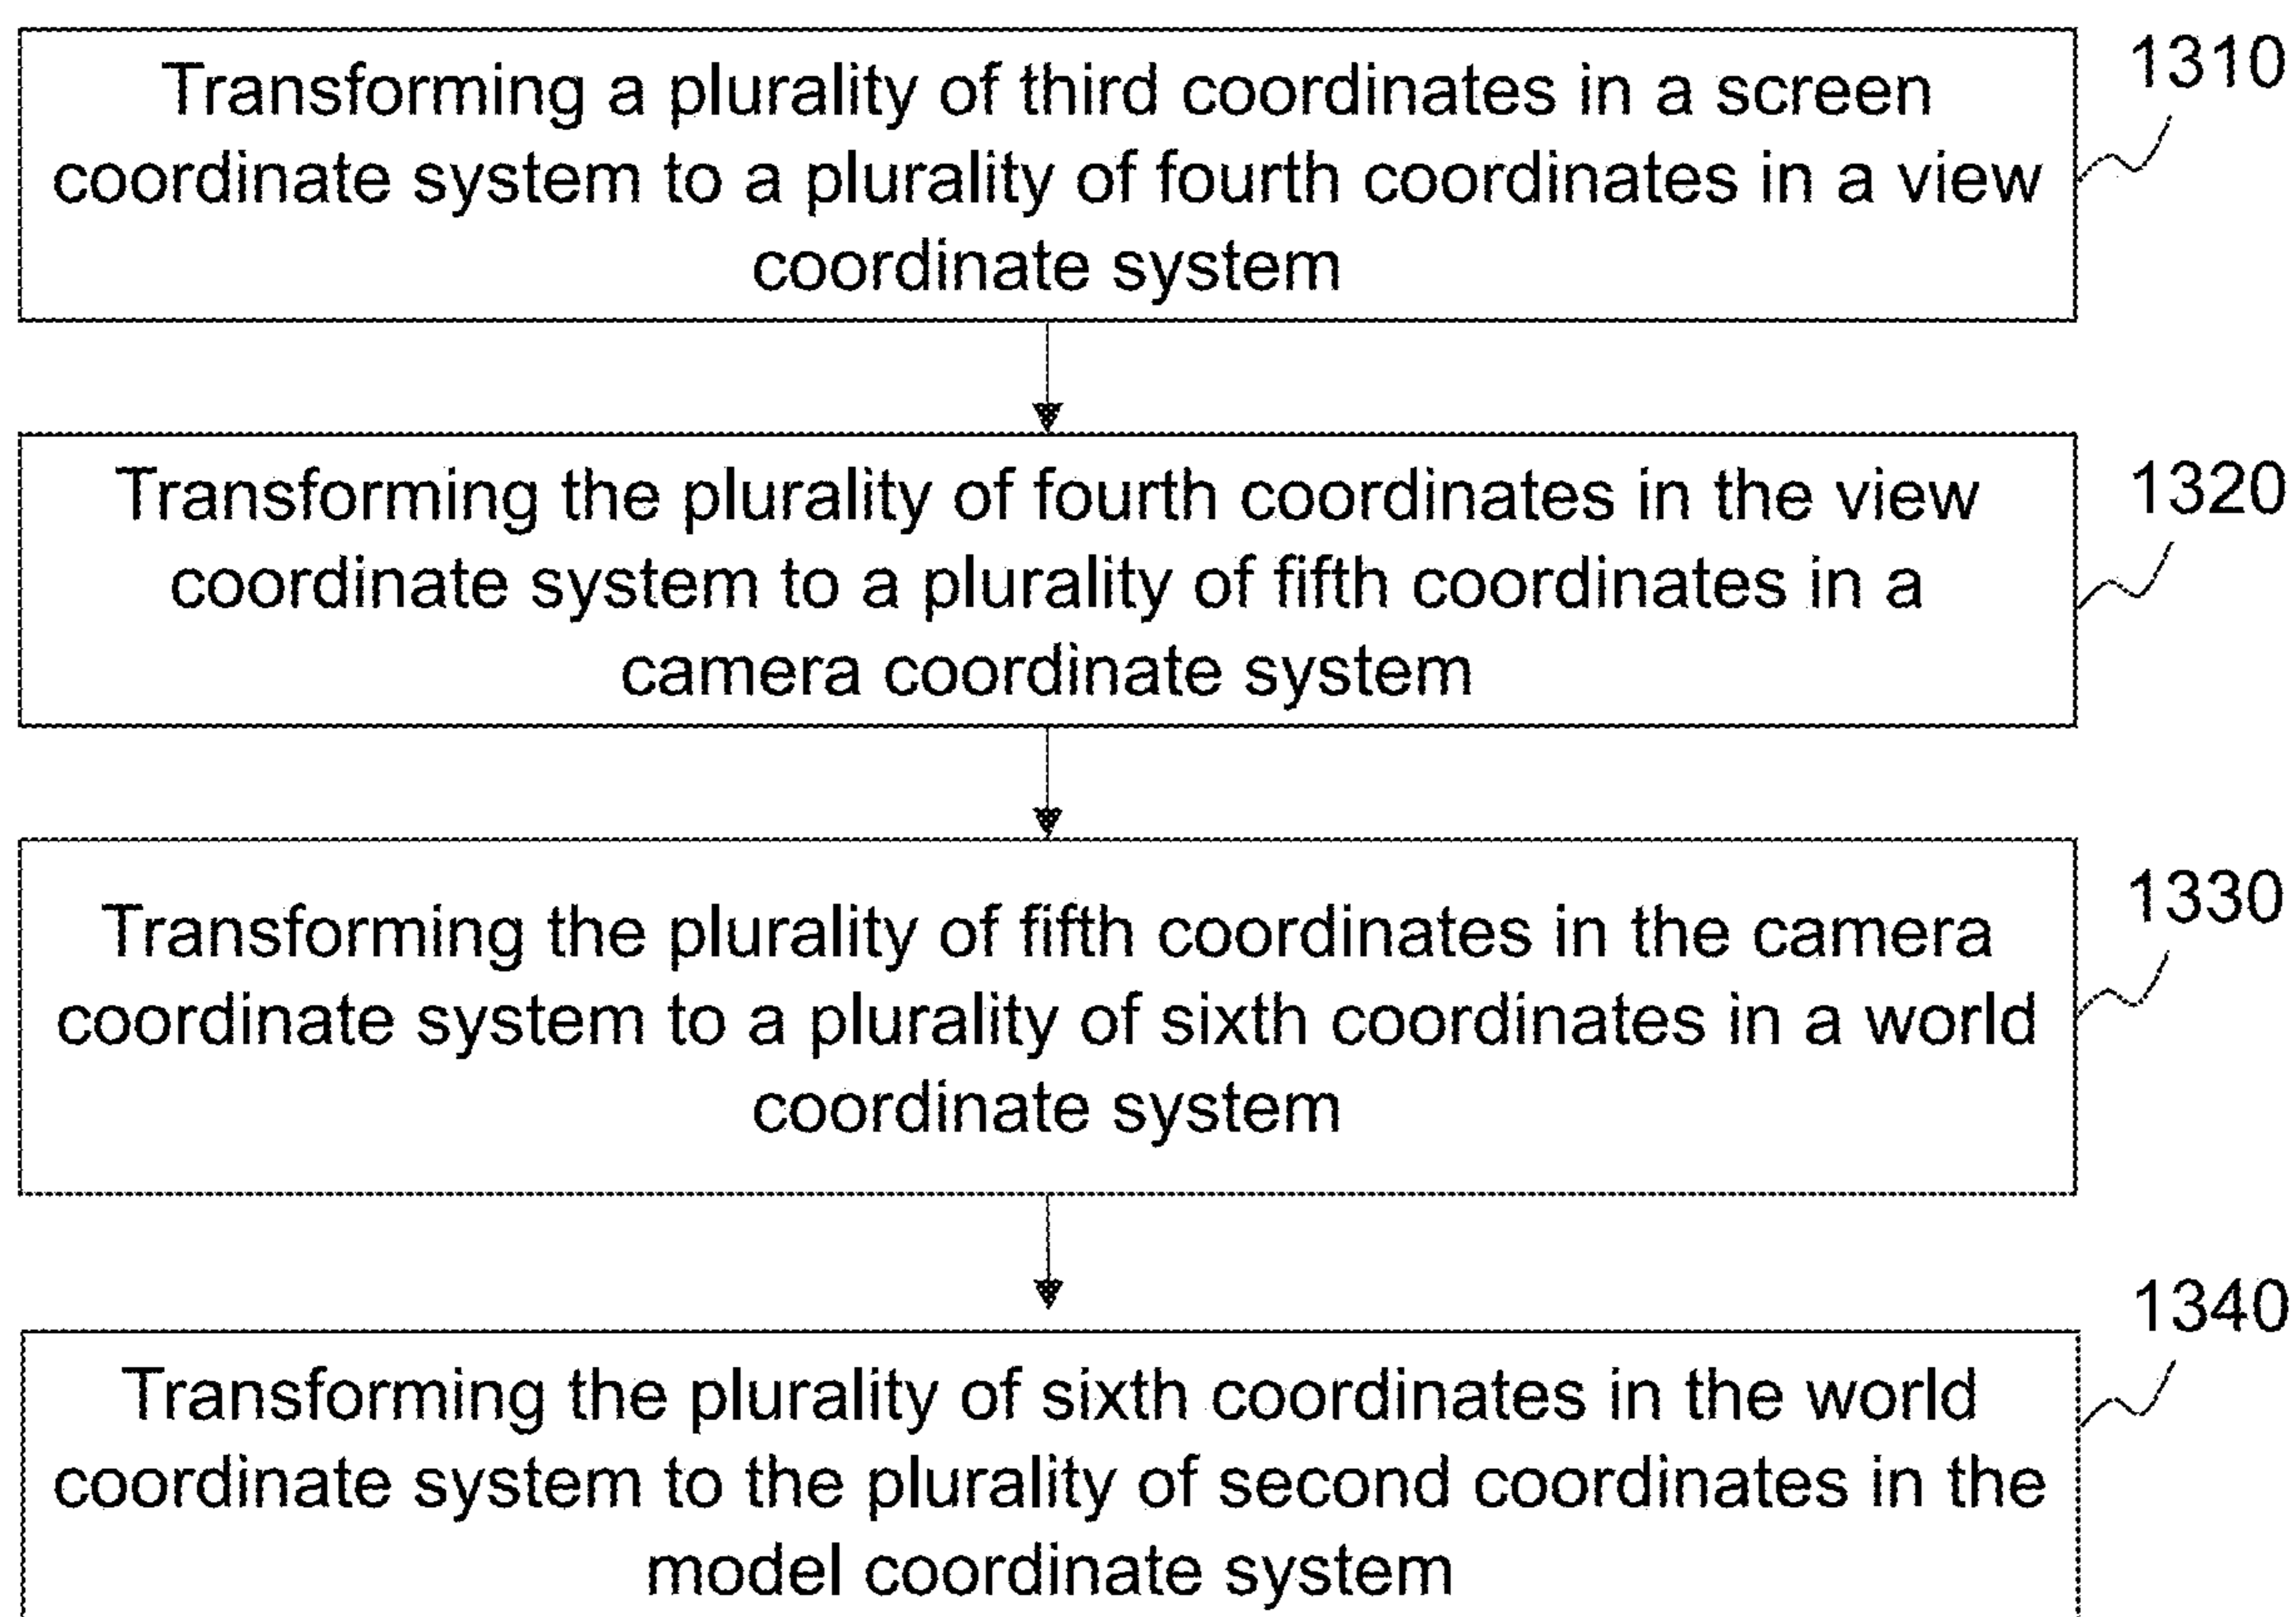 Transforming a plurality of third coordinates in a screen
coordinate system to a plurality of fourth coordinates in a view
coordinate system
1310
Transforming the plurality of fourth coordinates in the view
coordinate system to a plurality of fifth coordinates in a
camera coordinate system
1320
Transforming the plurality of fifth coordinates in the camera
coordinate system to a plurality of sixth coordinates in a world
coordinate system
1330
Transforming the plurality of sixth coordinates in the world
coordinate system to the plurality of second coordinates in the
model coordinate system
1340